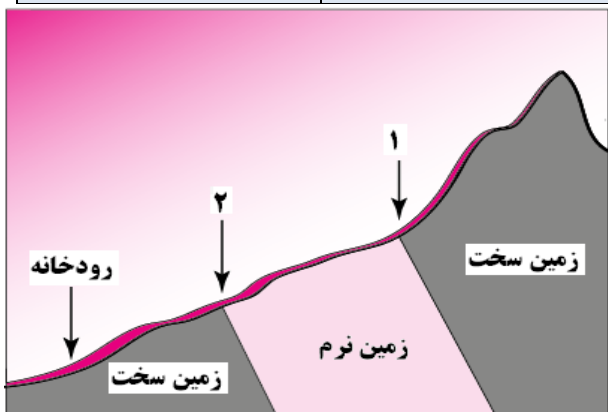 ۱
۲
زمین سخت
رودخانه
زمین نرم
زمین سخت